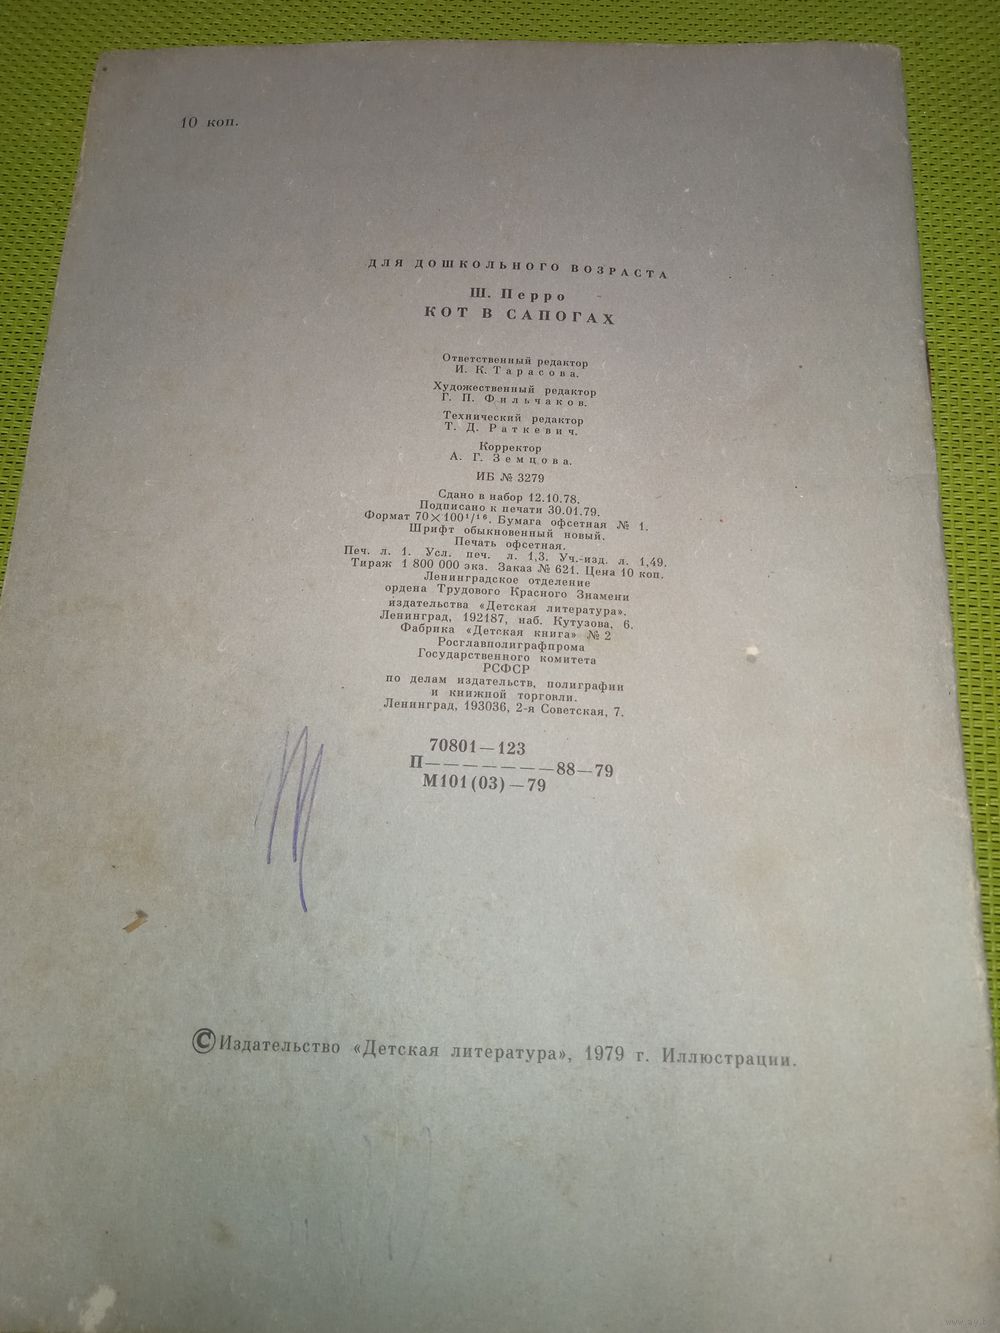 10 коп.
ДЛЯ ДОШКОЛЬНОГО ВОЗРАСТА
Ш. Перро
КОТ В САПОГАХ
Ответственный редактор
И. К. Тарасова.
Художественный редактор
Г. П. Фильчаков.
Технический редактор
Т. Д. Раткевич.
Корректор
А. Г. Земцова.
ИБ № 3279
Сдано в набор 12.10.78.
Подписано к печати 30.01.79.
Формат 70×100¹/₁₆. Бумага офсетная № 1.
Шрифт обыкновенный новый.
Печать офсетная.
Печ. л. 1. Усл. печ. л. 1,3. Уч.-изд. л. 1,49.
Тираж 1 800 000 экз. Заказ № 621. Цена 10 коп.
Ленинградское отделение
ордена Трудового Красного Знамени
издательства «Детская литература».
Ленинград, 192187, наб. Кутузова, 6.
Фабрика «Детская книга» № 2
Росглавполиграфпрома
Государственного комитета
РСФСР
по делам издательств, полиграфии
и книжной торговли.
Ленинград, 193036, 2-я Советская, 7.
70801—123
П———————88—79
М101(03)—79
© Издательство «Детская литература», 1979 г. Иллюстрации.